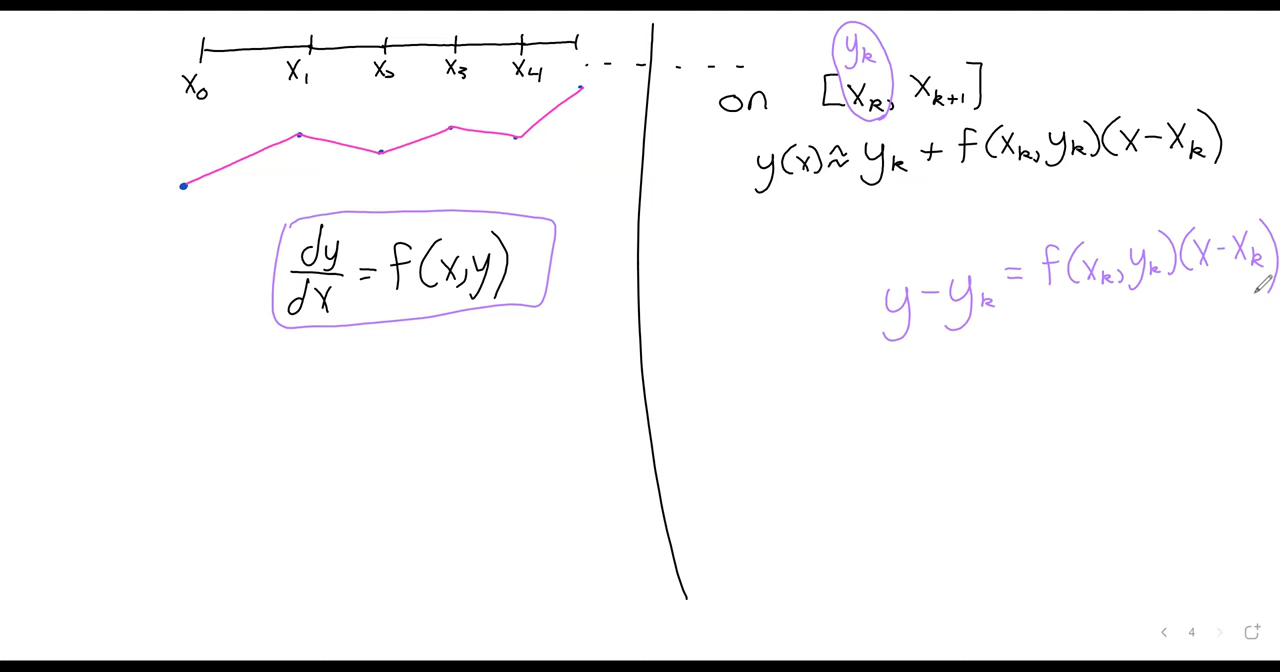 x₀ x₁ x₂ x₃ x₄
dy/dx = f(x,y)
yₖ
on [xₖ, xₖ₊₁]
y(x) ≈ yₖ + f(xₖ, yₖ)(x - xₖ)
y - yₖ = f(xₖ, yₖ)(x - xₖ)
< 4 >